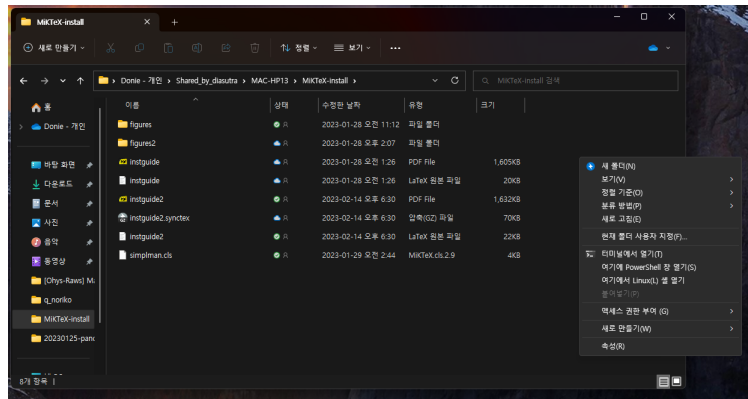 MiKTeX-install
새로 만들기
정렬
보기
Donie - 개인 > Shared_by_diasutra > MAC-HP13 > MiKTeX-install >
MiKTeX-install 검색
이름 상태 수정한 날짜 유형 크기
figures 2023-01-28 오전 11:12 파일 폴더
figures2 2023-01-28 오후 2:07 파일 폴더
instguide 2023-01-28 오전 1:26 PDF File 1,605KB
instguide 2023-01-28 오전 1:26 LaTeX 원본 파일 20KB
instguide2 2023-02-14 오후 6:30 PDF File 1,632KB
instguide2.synctex 2023-02-14 오후 6:30 압축(GZ) 파일 70KB
instguide2 2023-02-14 오후 6:30 LaTeX 원본 파일 22KB
simplman.cls 2023-01-29 오전 2:44 MiKTeX.cls.2.9 4KB
홈
Donie - 개인
바탕 화면
다운로드
문서
사진
음악
동영상
[Ohys-Raws] Ma
q_noriko
MiKTeX-install
20230125-pand
8개 항목
새 폴더(N)
보기(V)
정렬 기준(O)
분류 방법(P)
새로 고침(E)
현재 폴더 사용자 지정(F)...
터미널에서 열기(T)
여기에 PowerShell 창 열기(S)
여기에서 Linux(L) 셸 열기
붙여넣기(P)
액세스 권한 부여 (G)
새로 만들기(W)
속성(R)